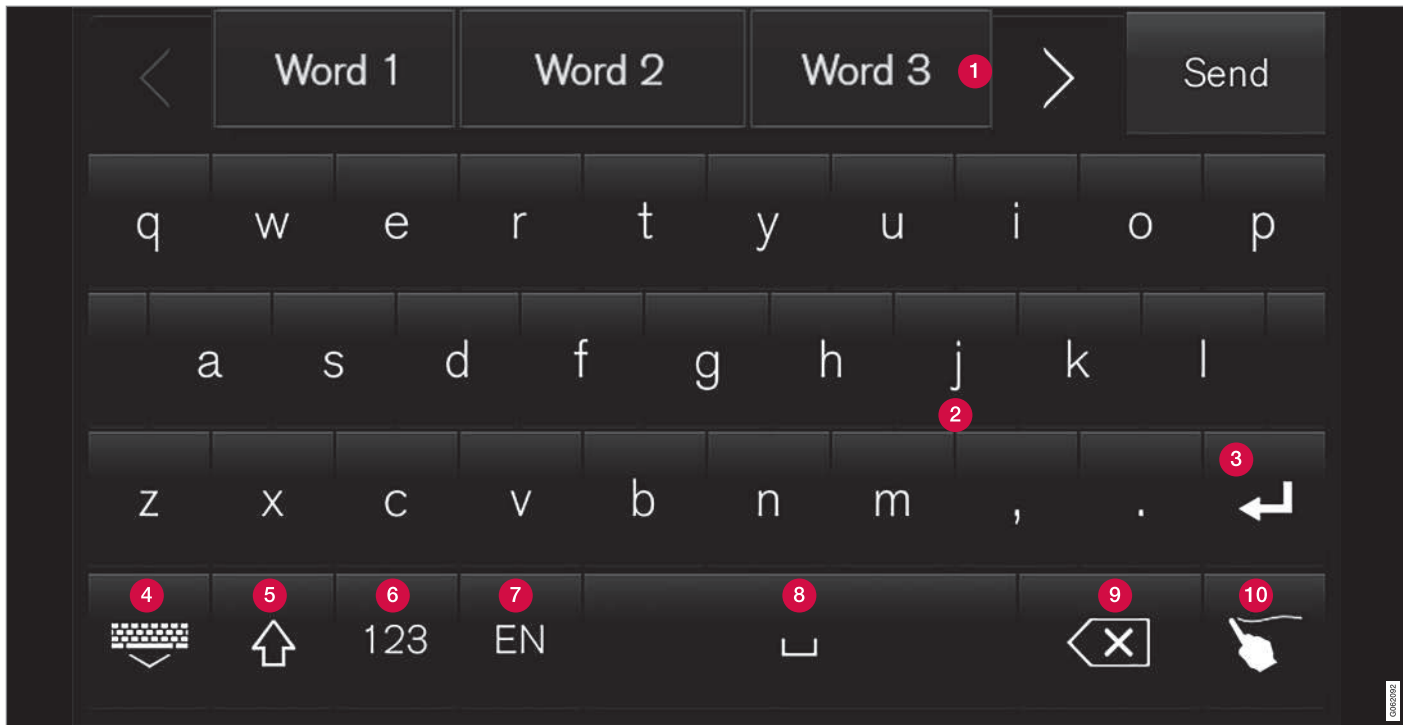 Word 1 Word 2 Word 3 1 Send
q w e r t y u i o p
a s d f g h j k l
2
3
z x c v b n m , .
4 5 6 7 8 9 10
123 EN
G062092